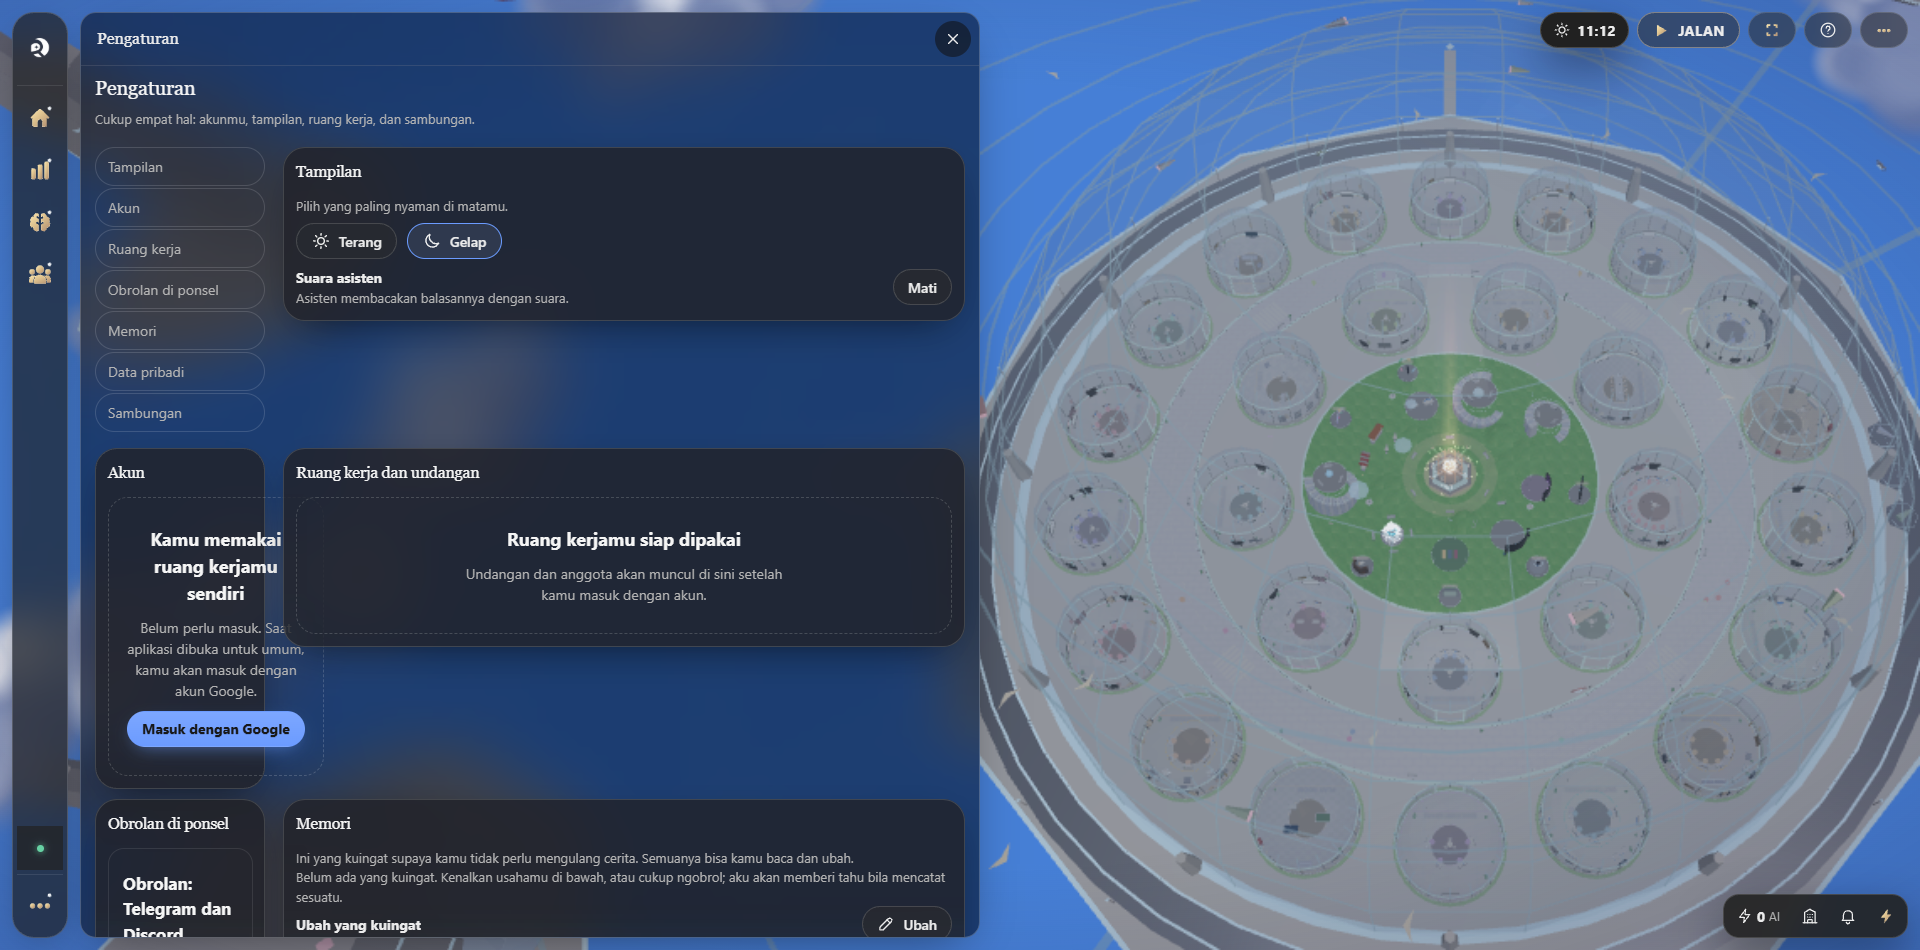 Pengaturan
11:12
JALAN
Pengaturan
Cukup empat hal: akunmu, tampilan, ruang kerja, dan sambungan.
Tampilan
Akun
Ruang kerja
Obrolan di ponsel
Memori
Data pribadi
Sambungan
Tampilan
Pilih yang paling nyaman di matamu.
Terang
Gelap
Suara asisten
Asisten membacakan balasannya dengan suara.
Mati
Akun
Kamu memakai
ruang kerjamu
sendiri
Belum perlu masuk. Saat
aplikasi dibuka untuk umum,
kamu akan masuk dengan
akun Google.
Masuk dengan Google
Ruang kerja dan undangan
Ruang kerjamu siap dipakai
Undangan dan anggota akan muncul di sini setelah
kamu masuk dengan akun.
Obrolan di ponsel
Obrolan:
Telegram dan
Discord
Memori
Ini yang kuingat supaya kamu tidak perlu mengulang cerita. Semuanya bisa kamu baca dan ubah.
Belum ada yang kuingat. Kenalkan usahamu di bawah, atau cukup ngobrol; aku akan memberi tahu bila mencatat
sesuatu.
Ubah yang kuingat
Ubah
0 AI